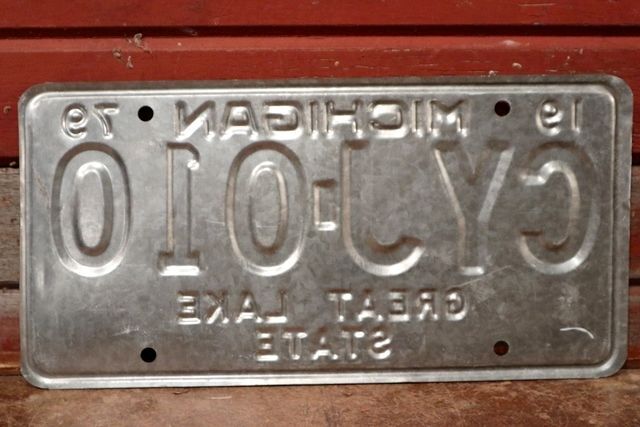 19 MICHIGAN 79
CYJ-010
GREAT LAKE
STATE